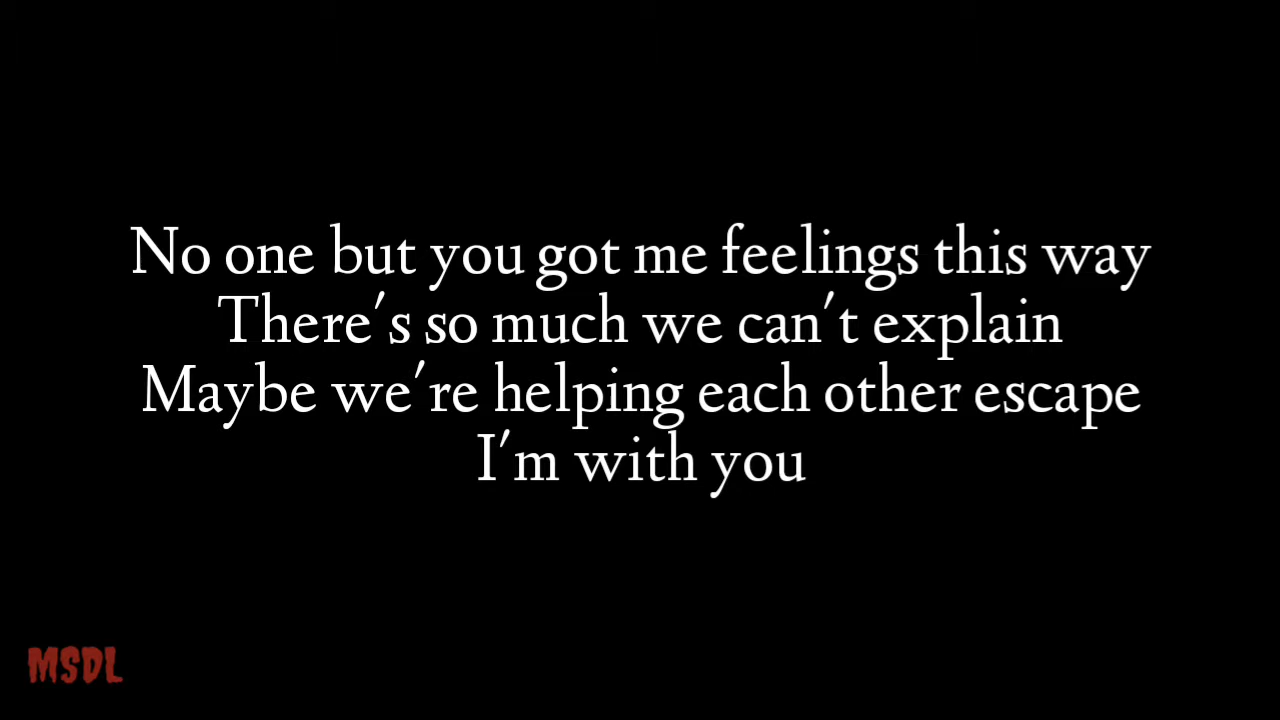 No one but you got me feelings this way
There's so much we can't explain
Maybe we're helping each other escape
I'm with you
MSDL